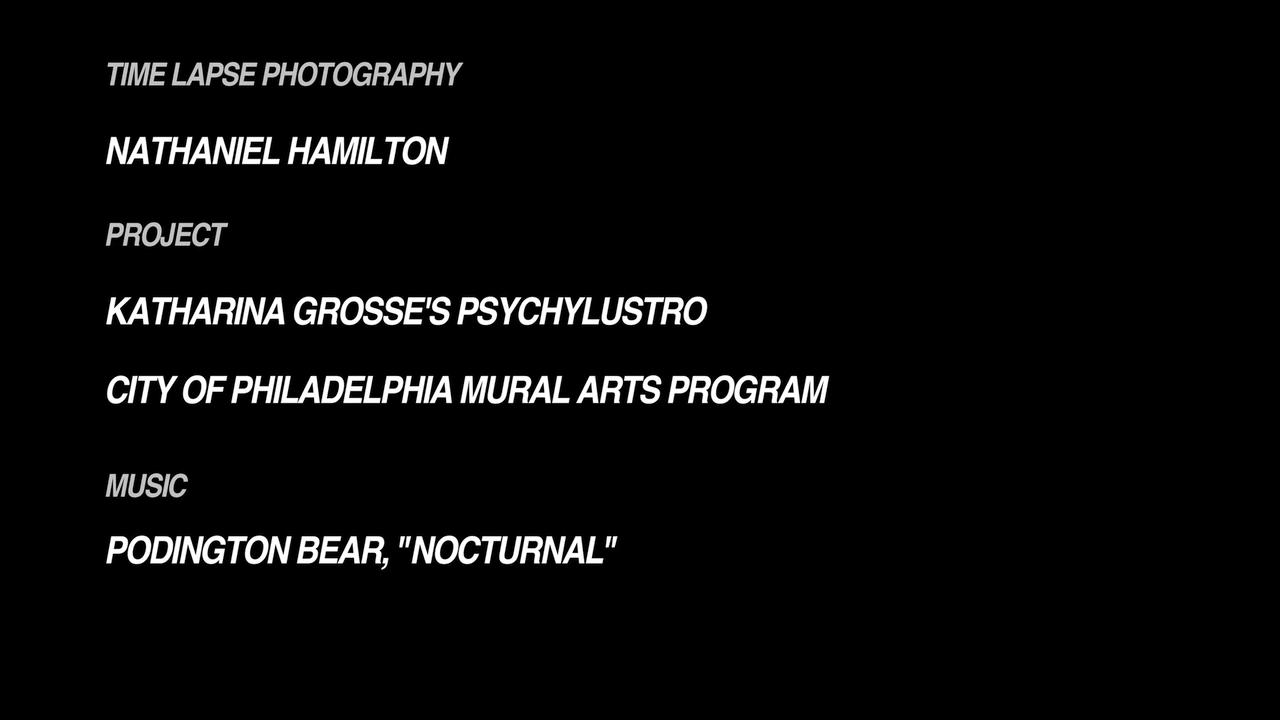 TIME LAPSE PHOTOGRAPHY
NATHANIEL HAMILTON
PROJECT
KATHARINA GROSSE'S PSYCHYLUSTRO
CITY OF PHILADELPHIA MURAL ARTS PROGRAM
MUSIC
PODINGTON BEAR, "NOCTURNAL"